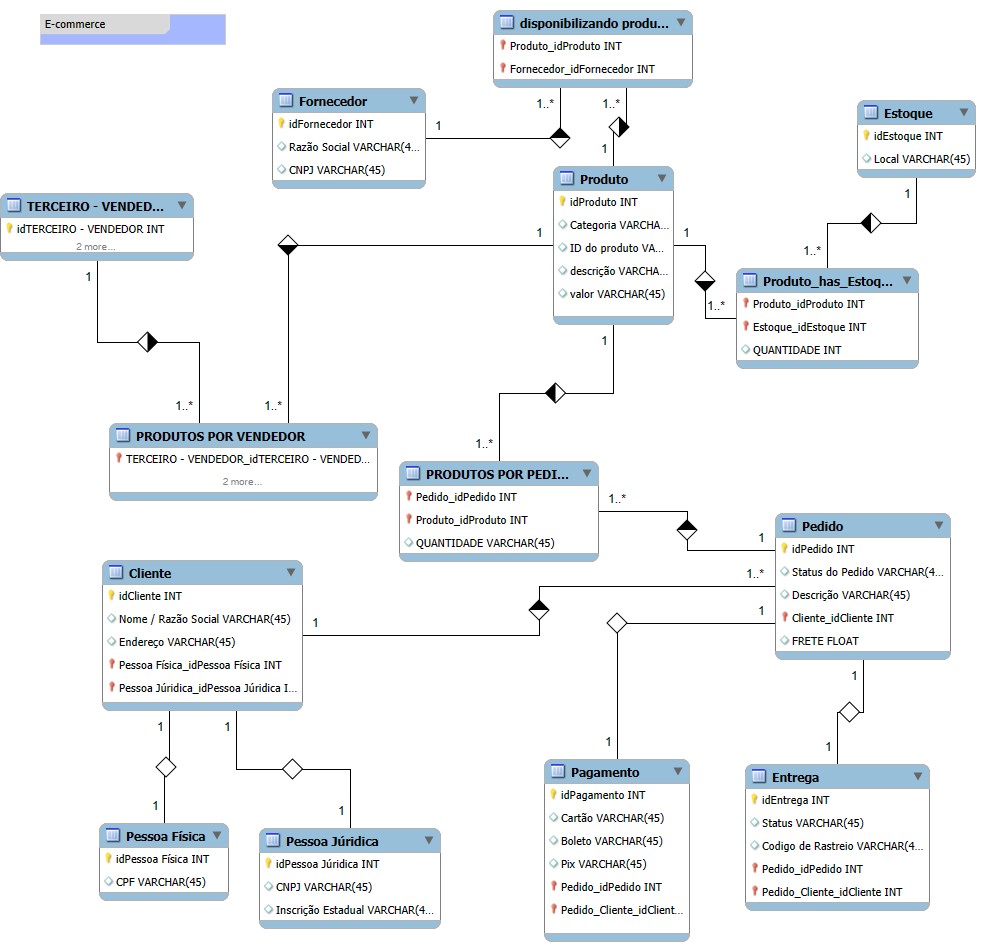 E-commerce
disponibilizando produ...
Produto_idProduto INT
Fornecedor_idFornecedor INT
1..*
1..*
Fornecedor
idFornecedor INT
Razão Social VARCHAR(4...
CNPJ VARCHAR(45)
1
1
Estoque
idEstoque INT
Local VARCHAR(45)
1
1..*
Produto
idProduto INT
Categoria VARCHA...
ID do produto VA...
descrição VARCHA...
valor VARCHAR(45)
1
1
1
1..*
TERCEIRO - VENDED...
idTERCEIRO - VENDEDOR INT
2 more...
1
1..*
1..*
Produto_has_Estoq...
Produto_idProduto INT
Estoque_idEstoque INT
QUANTIDADE INT
PRODUTOS POR VENDEDOR
TERCEIRO - VENDEDOR_idTERCEIRO - VENDED...
2 more...
1..*
PRODUTOS POR PEDI...
Pedido_idPedido INT
Produto_idProduto INT
QUANTIDADE VARCHAR(45)
1..*
1
Pedido
idPedido INT
Status do Pedido VARCHAR(4...
Descrição VARCHAR(45)
Cliente_idCliente INT
FRETE FLOAT
1..*
1
1
Cliente
idCliente INT
Nome / Razão Social VARCHAR(45)
Endereço VARCHAR(45)
Pessoa Física_idPessoa Física INT
Pessoa Júridica_idPessoa Júridica I...
1
1
1
1
1
Pessoa Física
idPessoa Física INT
CPF VARCHAR(45)
Pessoa Júridica
idPessoa Júridica INT
CNPJ VARCHAR(45)
Inscrição Estadual VARCHAR(4...
1
Pagamento
idPagamento INT
Cartão VARCHAR(45)
Boleto VARCHAR(45)
Pix VARCHAR(45)
Pedido_idPedido INT
Pedido_Cliente_idClient...
1
Entrega
idEntrega INT
Status VARCHAR(45)
Codigo de Rastreio VARCHAR(4...
Pedido_idPedido INT
Pedido_Cliente_idCliente INT